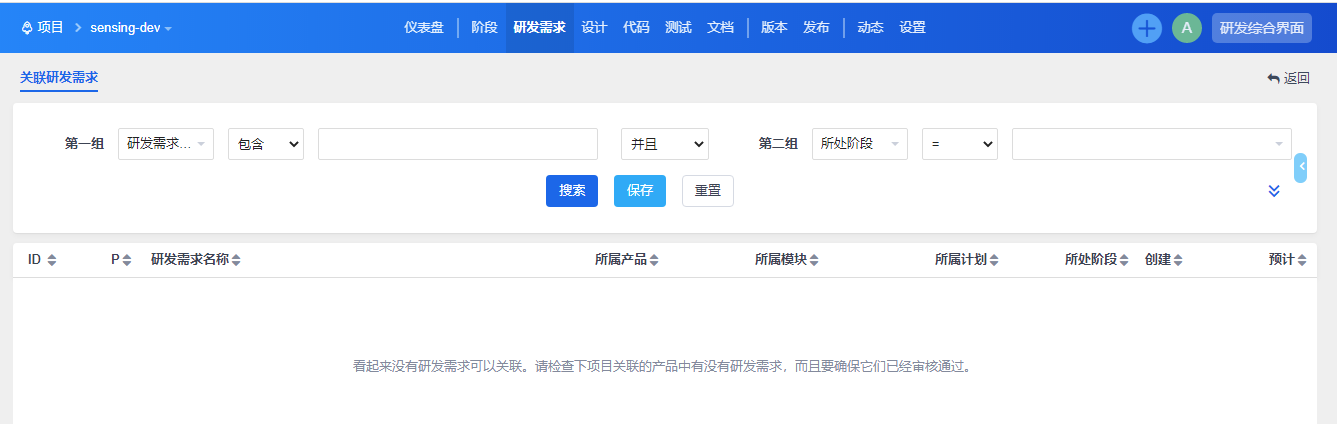 项目 sensing-dev 仪表盘 阶段 研发需求 设计 代码 测试 文档 版本 发布 动态 设置 A 研发综合界面
关联研发需求 返回
第一组 研发需求... 包含 并且 第二组 所处阶段 =
搜索 保存 重置
ID P 研发需求名称 所属产品 所属模块 所属计划 所处阶段 创建 预计
看起来没有研发需求可以关联。请检查下项目关联的产品中有没有研发需求，而且要确保它们已经审核通过。